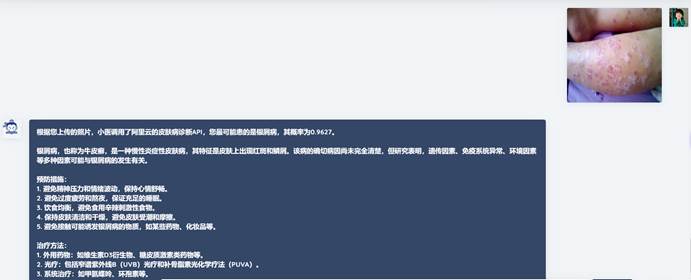 根据您上传的照片，小医调用了阿里云的皮肤病诊断API，您最可能患的是银屑病，其概率为0.9627。
银屑病，也称为牛皮癣，是一种慢性炎症性皮肤病，其特征是皮肤上出现红斑和鳞屑。该病的确切病因尚未完全清楚，但研究表明，遗传因素、免疫系统异常、环境因素
等多种因素可能与银屑病的发生有关。
预防措施：
1. 避免精神压力和情绪波动，保持心情舒畅。
2. 避免过度疲劳和熬夜，保证充足的睡眠。
3. 饮食均衡，避免食用辛辣刺激性食物。
4. 保持皮肤清洁和干燥，避免皮肤受潮和摩擦。
5. 避免接触可能诱发银屑病的物质，如某些药物、化妆品等。
治疗方法：
1. 外用药物：如维生素D3衍生物、糖皮质激素类药物等。
2. 光疗：包括窄谱紫外线B（UVB）光疗和补骨脂素光化学疗法（PUVA）。
3. 系统治疗：如甲氨蝶呤、环孢素等。